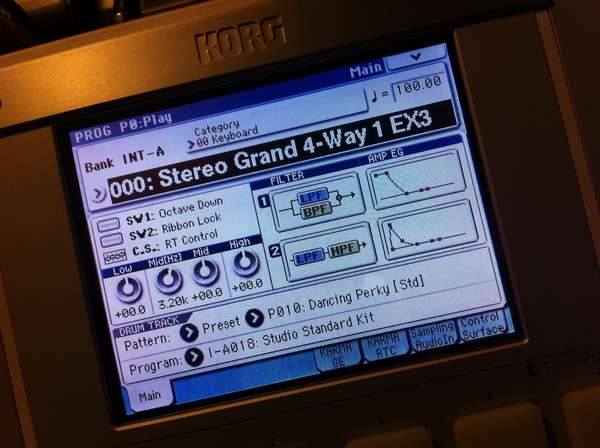 KORG
PROG P0:Play
Main
Bank INT-A
Category
00 Keyboard
♩ = 100.00
000: Stereo Grand 4-Way 1 EX3
SW1: Octave Down
SW2: Ribbon Lock
C.S.: RT Control
FILTER
AMP EG
1
LPF
BPF
2
LPF
HPF
Low
Mid[Hz]
Mid
High
+00.0
3.20k
+00.0
+00.0
DRUM TRACK
Pattern:
Preset
P010: Dancing Perky [Std]
Program:
I-A018: Studio Standard Kit
Main
KARMA
GE
KARMA
RTC
Sampling
AudioIn
Control
Surface